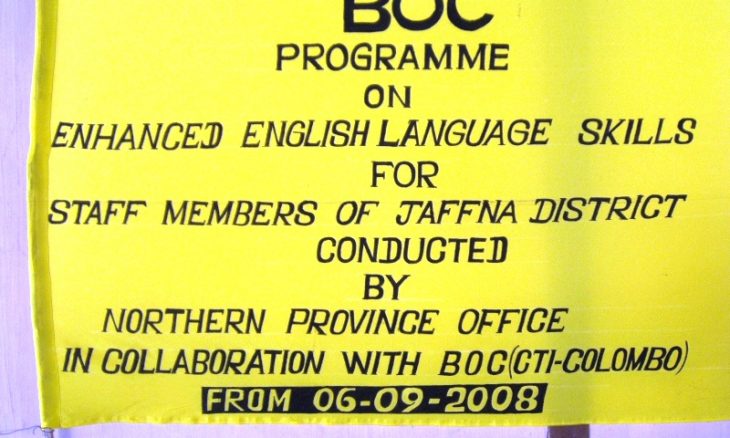 BOC
PROGRAMME
ON
ENHANCED ENGLISH LANGUAGE SKILLS
FOR
STAFF MEMBERS OF JAFFNA DISTRICT
CONDUCTED
BY
NORTHERN PROVINCE OFFICE
IN COLLABORATION WITH BOC(CTI-COLOMBO)
FROM 06-09-2008